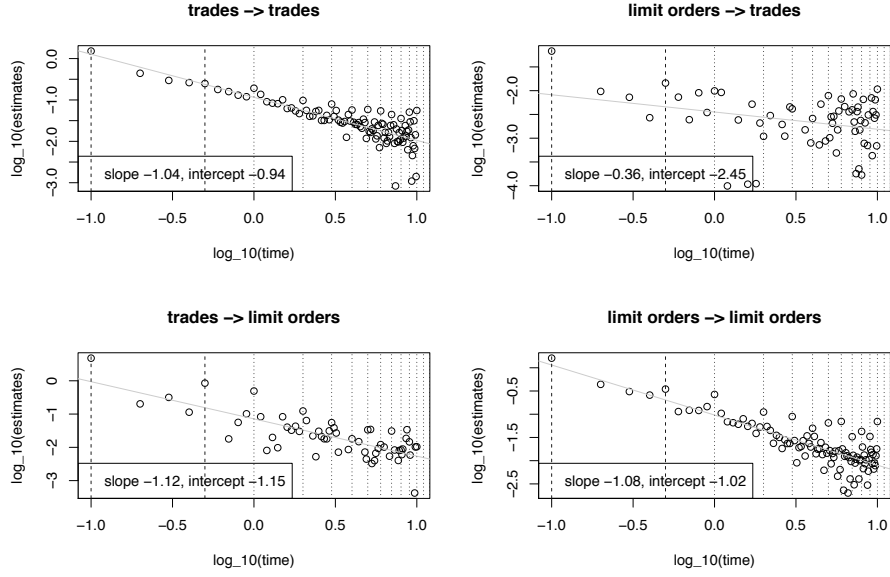 trades −> trades
limit orders −> trades
log_10(estimates)
0.0
−1.0
−2.0
−3.0
slope −1.04, intercept −0.94
−1.0
−0.5
0.0
0.5
1.0
log_10(time)
log_10(estimates)
−2.0
−3.0
−4.0
slope −0.36, intercept −2.45
−1.0
−0.5
0.0
0.5
1.0
log_10(time)
trades −> limit orders
limit orders −> limit orders
log_10(estimates)
0
−1
−2
−3
slope −1.12, intercept −1.15
−1.0
−0.5
0.0
0.5
1.0
log_10(time)
log_10(estimates)
−0.5
−1.5
−2.5
slope −1.08, intercept −1.02
−1.0
−0.5
0.0
0.5
1.0
log_10(time)